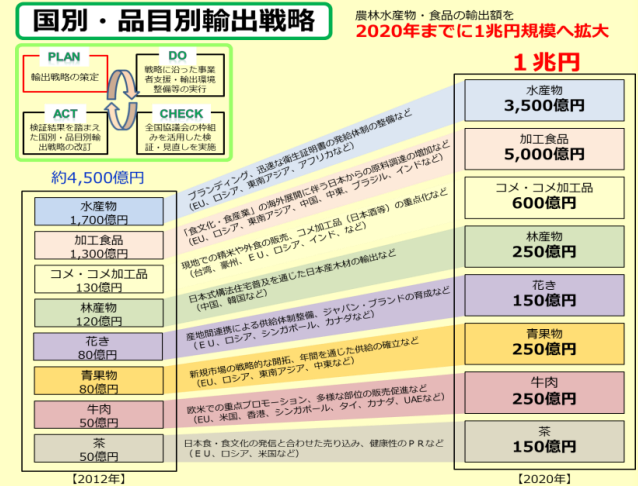 国別・品目別輸出戦略
農林水産物・食品の輸出額を
2020年までに1兆円規模へ拡大
PLAN
輸出戦略の策定
DO
戦略に沿った事業
者支援・輸出環境
整備等の実行
ACT
検証結果を踏まえ
た国別・品目別輸
出戦略の改訂
CHECK
全国協議会の枠組
みを活用した検
証・見直しを実施
約4,500億円
水産物
1,700億円
加工食品
1,300億円
コメ・コメ加工品
130億円
林産物
120億円
花き
80億円
青果物
80億円
牛肉
50億円
茶
50億円
【2012年】
ブランディング、迅速な衛生証明書の発給体制の整備など
(EU、ロシア、東南アジア、アフリカなど)
「食文化・食産業」の海外展開に伴う日本からの原料調達の増加など
(EU、ロシア、東南アジア、中国、中東、ブラジル、インドなど)
現地での精米や外食の販売、コメ加工品(日本酒等)の重点化など
(台湾、豪州、EU、ロシア、インド、など)
日本式構法住宅普及を通じた日本産木材の輸出など
(中国、韓国など)
産地間連携による供給体制整備、ジャパン・ブランドの育成など
(EU、ロシア、シンガポール、カナダなど)
新規市場の戦略的な開拓、年間を通じた供給の確立など
(EU、ロシア、東南アジア、中東など)
欧米での重点プロモーション、多様な部位の販売促進など
(EU、米国、香港、シンガポール、タイ、カナダ、UAEなど)
日本食・食文化の発信と合わせた売り込み、健康性のPRなど
(EU、ロシア、米国など)
1兆円
水産物
3,500億円
加工食品
5,000億円
コメ・コメ加工品
600億円
林産物
250億円
花き
150億円
青果物
250億円
牛肉
250億円
茶
150億円
【2020年】